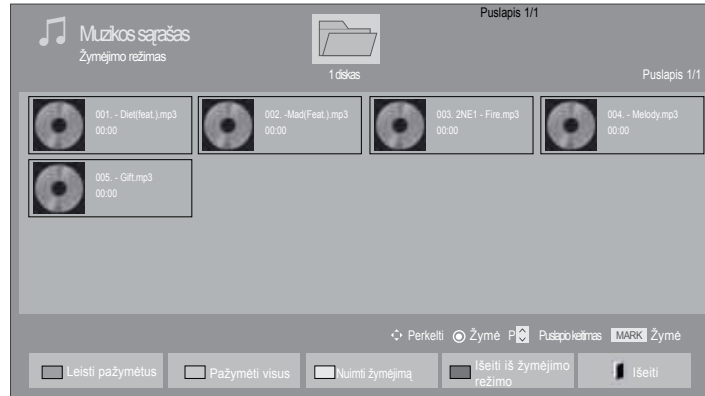 Puslapis 1/1
Muzikos sąrašas
Žymėjimo režimas
1 diskas
Puslapis 1/1
001. - Diet(feat.).mp3
00:00
002. -Mad(Feat.).mp3
00:00
003. 2NE1 - Fire.mp3
00:00
004. - Melody.mp3
00:00
005. - Gift.mp3
00:00
Perkelti Žymė P Puslapio keitimas MARK Žymė
Leisti pažymėtus
Pažymėti visus
Nuimti žymėjimą
Išeiti iš žymėjimo
režimo
Išeiti